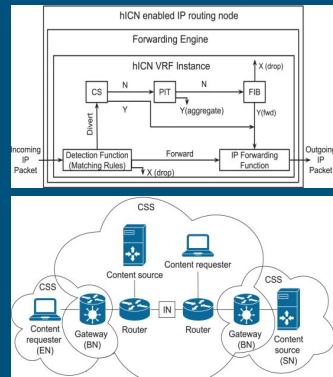 hICN enabled IP routing node
Forwarding Engine
hICN VRF Instance
X (drop)
CS
N
PIT
N
FIB
Y
Y(aggregate)
Y(fwd)
Divert
Incoming
IP
Packet
Detection Function
(Matching Rules)
Forward
IP Forwarding
Function
Outgoing
IP
Packet
X (drop)
CSS
Content source
Content requester
CSS
CSS
IN
Content
requester
(EN)
Gateway
(BN)
Router
Router
Gateway
(BN)
Content
source
(SN)